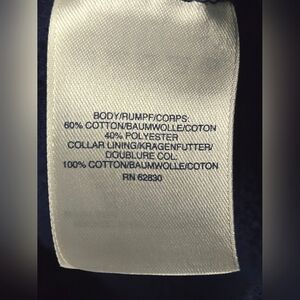 BODY/RUMPF/CORPS:
60% COTTON/BAUMWOLLE/COTON
40% POLYESTER
COLLAR LINING/KRAGENFUTTER/
DOUBLURE COL:
100% COTTON/BAUMWOLLE/COTON
RN 62830